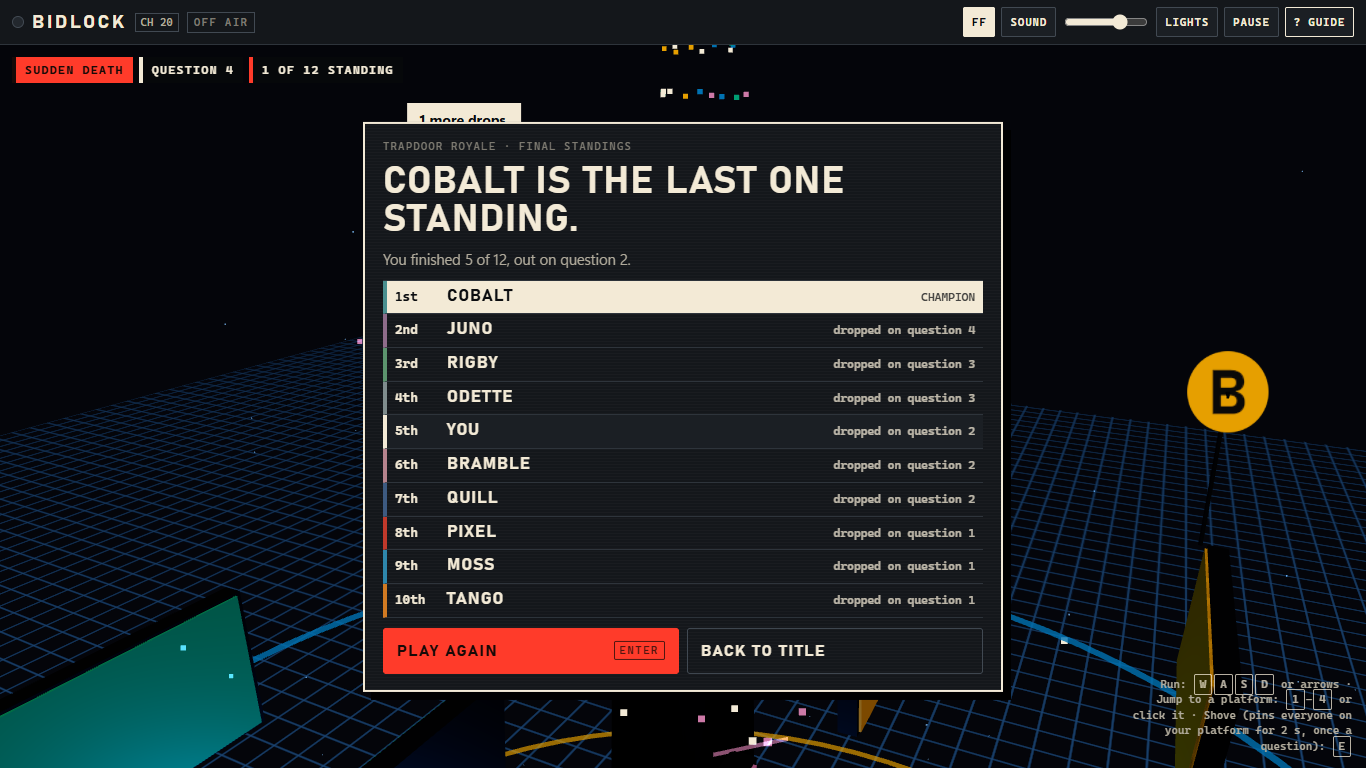 BIDLOCK CH 20 OFF AIR FF SOUND LIGHTS PAUSE ? GUIDE
SUDDEN DEATH QUESTION 4 1 OF 12 STANDING
1 more drops
TRAPDOOR ROYALE · FINAL STANDINGS
COBALT IS THE LAST ONE
STANDING.
You finished 5 of 12, out on question 2.
1st COBALT CHAMPION
2nd JUNO dropped on question 4
3rd RIGBY dropped on question 3
4th ODETTE dropped on question 3
5th YOU dropped on question 2
6th BRAMBLE dropped on question 2
7th QUILL dropped on question 2
8th PIXEL dropped on question 1
9th MOSS dropped on question 1
10th TANGO dropped on question 1
PLAY AGAIN ENTER BACK TO TITLE
B
Run: W A S D or arrows ·
Jump to a platform: 1 - 4 or
click it · Shove (pins everyone on
your platform for 2 s, once a
question): E